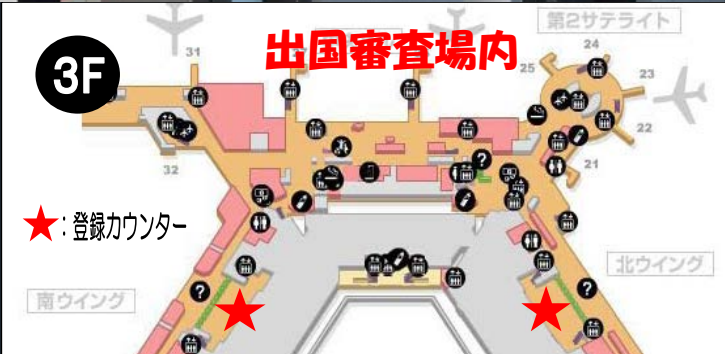 3F
出国審査場内
第2サテライト
31
24
25
23
22
32
21
★：登録カウンター
?
北ウイング
南ウイング
?
?